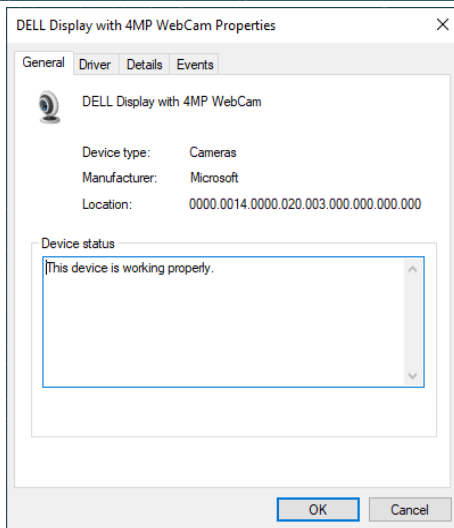 DELL Display with 4MP WebCam Properties
General Driver Details Events
DELL Display with 4MP WebCam
Device type: Cameras
Manufacturer: Microsoft
Location: 0000.0014.0000.020.003.000.000.000.000
Device status
This device is working properly.
OK Cancel